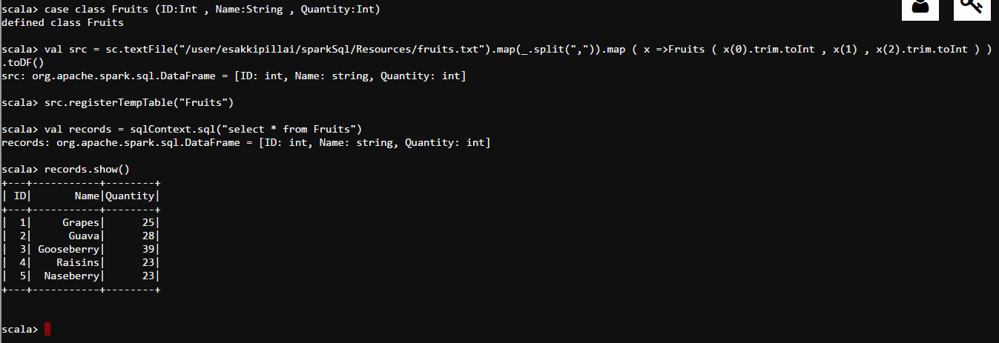 scala> case class Fruits (ID:Int , Name:String , Quantity:Int)
defined class Fruits
scala> val src = sc.textFile("/user/esakkipillai/sparkSql/Resources/fruits.txt").map(_.split(",")).map ( x =>Fruits ( x(0).trim.toInt , x(1) , x(2).trim.toInt ) )
.toDF()
src: org.apache.spark.sql.DataFrame = [ID: int, Name: string, Quantity: int]
scala> src.registerTempTable("Fruits")
scala> val records = sqlContext.sql("select * from Fruits")
records: org.apache.spark.sql.DataFrame = [ID: int, Name: string, Quantity: int]
scala> records.show()
+---+-----------+--------+
| ID|       Name|Quantity|
+---+-----------+--------+
|  1|     Grapes|      25|
|  2|      Guava|      28|
|  3| Gooseberry|      39|
|  4|    Raisins|      23|
|  5|  Naseberry|      23|
+---+-----------+--------+
scala>